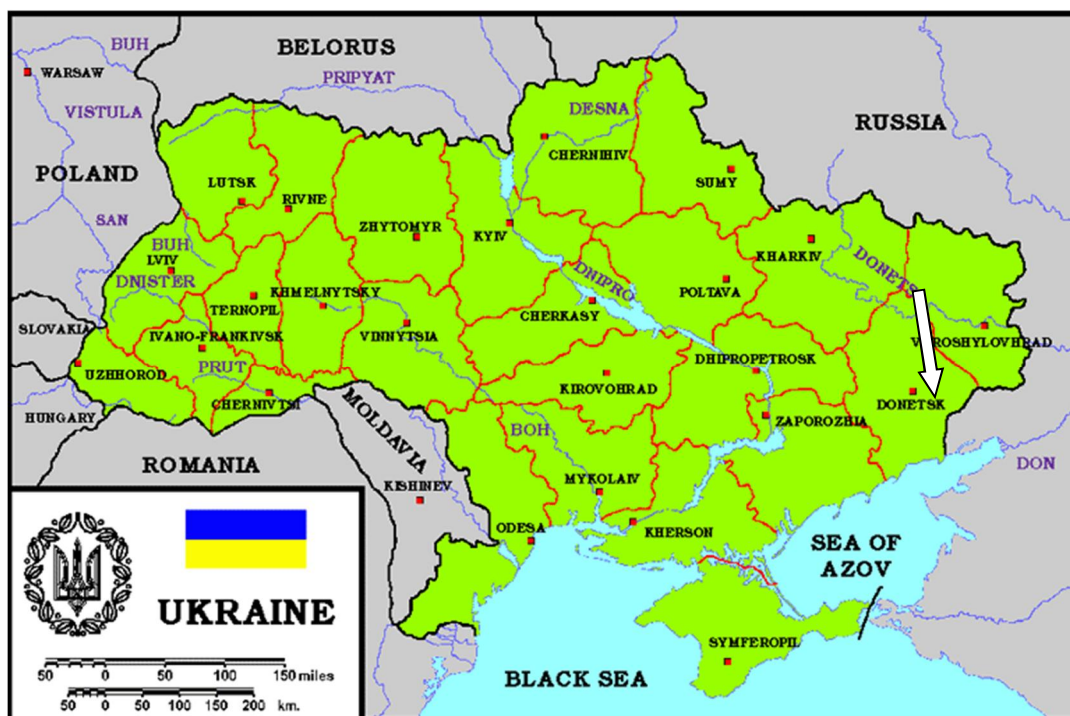 BUH
BELORUS
WARSAW
PRIPYAT
VISTULA
DESNA
RUSSIA
CHERNIHIV
POLAND
SUMY
LUTSK
RIVNE
SAN
ZHYTOMYR
KYIV
BUH
KHARKIV
LVIV
DONETS
DNISTER
DNIPRO
POLTAVA
KHMELNYTSKY
TERNOPIL
CHERKASY
SLOVAKIA
IVANO-FRANKIVSK
VINNYTSIA
VOROSHYLOVHRAD
DHIPROPETROSK
PRUT
UZHHOROD
KIROVOHRAD
CHERNIVTSI
DONETSK
HUNGARY
MOLDAVIA
ZAPOROZHIA
BOH
ROMANIA
DON
KISHINEV
MYKOLAIV
ODESA
KHERSON
SEA OF
AZOV
UKRAINE
SYMFEROPIL
BLACK SEA
50 0 50 100 150 miles
50 0 50 100 150 200 km.